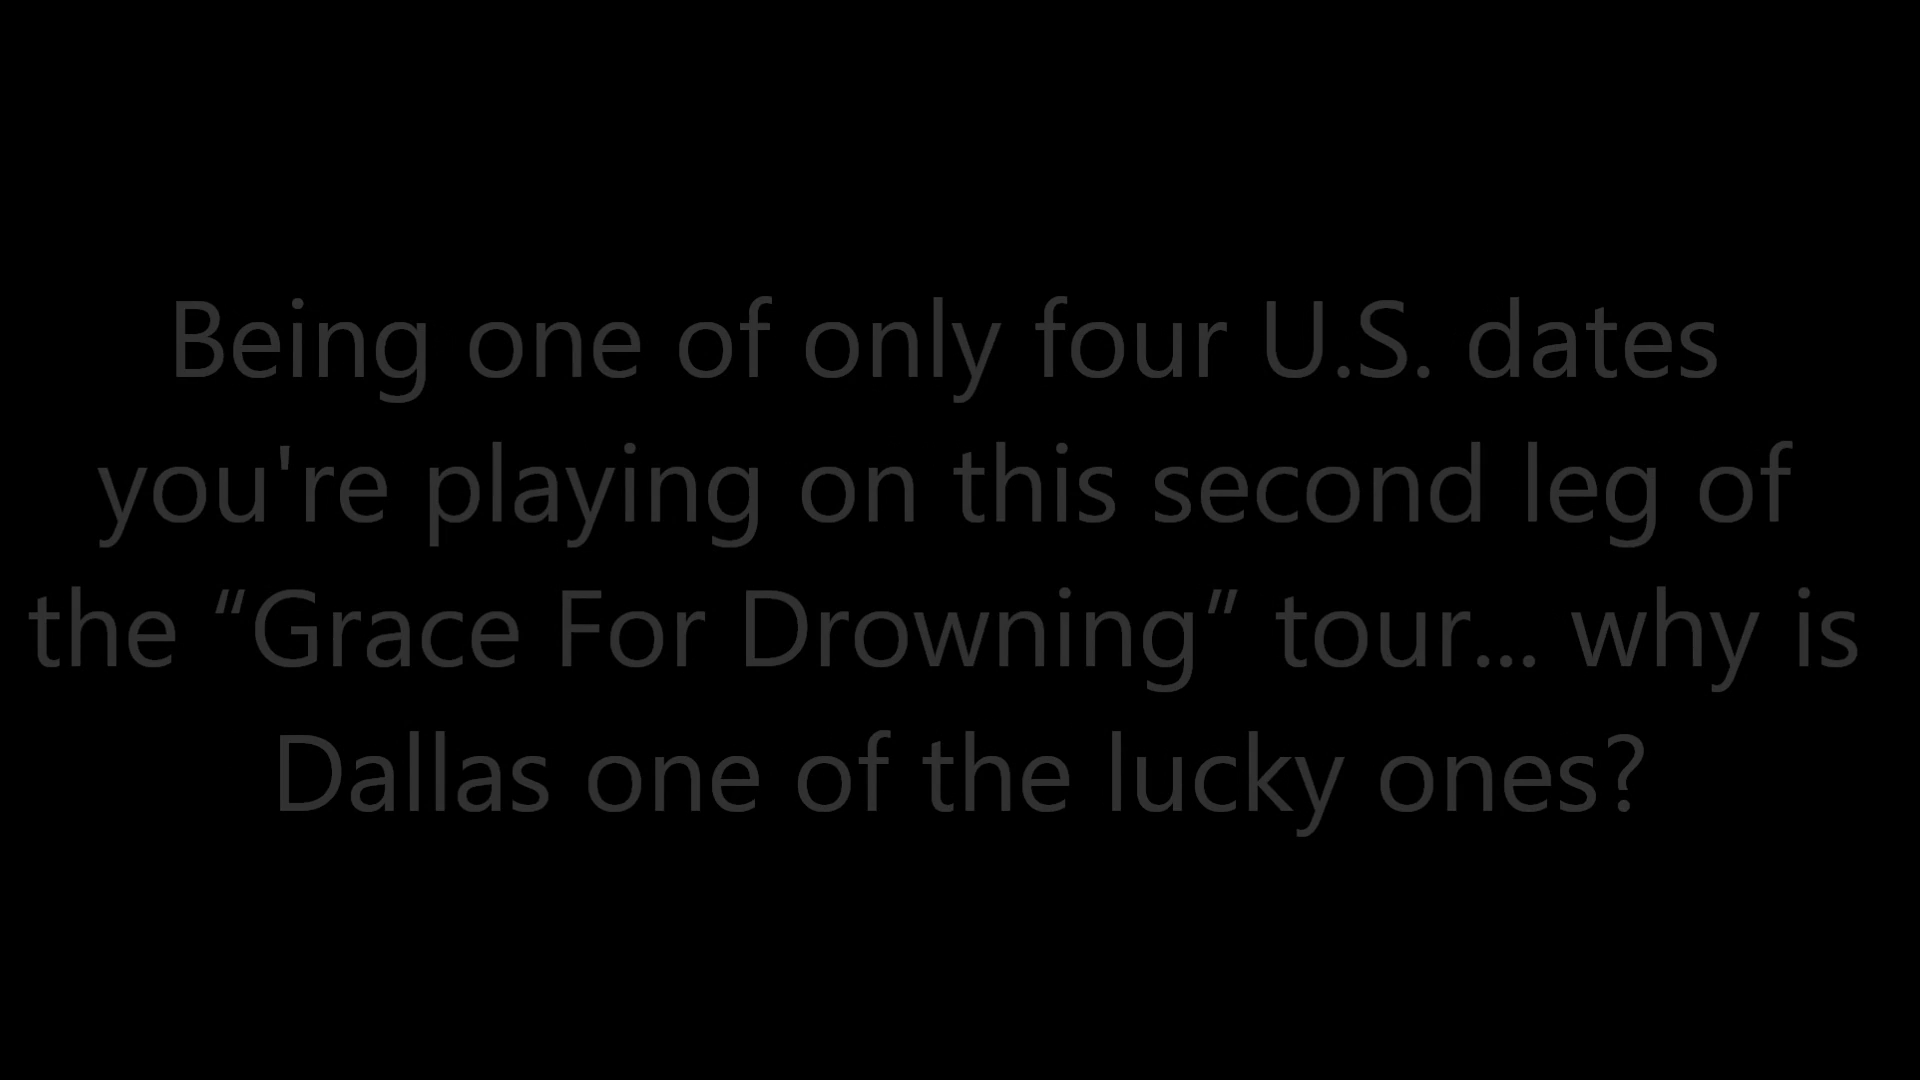 Being one of only four U.S. dates
you're playing on this second leg of
the “Grace For Drowning” tour... why is
Dallas one of the lucky ones?